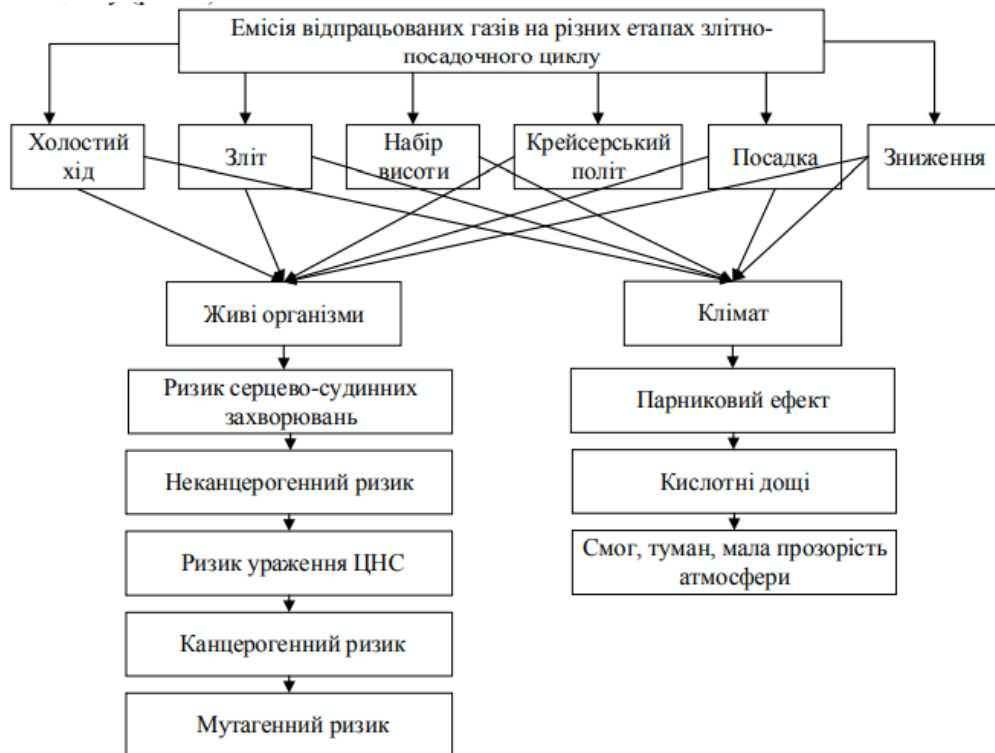 Емісія відпрацьованих газів на різних етапах злітно-
посадочного циклу
Холостий
хід
Зліт
Набір
висоти
Крейсерський
політ
Посадка
Зниження
Живі організми
Клімат
Ризик серцево-судинних
захворювань
Парниковий ефект
Неканцерогенний ризик
Кислотні дощі
Ризик ураження ЦНС
Смог, туман, мала прозорість
атмосфери
Канцерогенний ризик
Мутагенний ризик